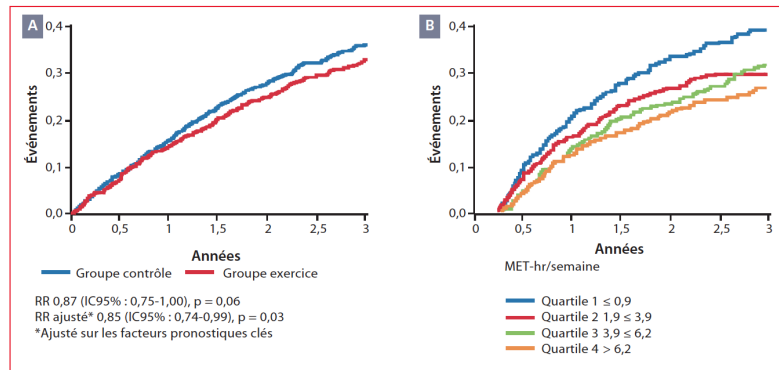 A
0,4
0,3
0,2
0,1
0,0
Événements
0 0,5 1 1,5 2 2,5 3
Années
Groupe contrôle Groupe exercice
RR 0,87 (IC95% : 0,75-1,00), p = 0,06
RR ajusté* 0,85 (IC95% : 0,74-0,99), p = 0,03
*Ajusté sur les facteurs pronostiques clés
B
0,4
0,3
0,2
0,1
0,0
Événements
0 0,5 1 1,5 2 2,5 3
Années
MET-hr/semaine
Quartile 1 ≤ 0,9
Quartile 2 1,9 ≤ 3,9
Quartile 3 3,9 ≤ 6,2
Quartile 4 > 6,2